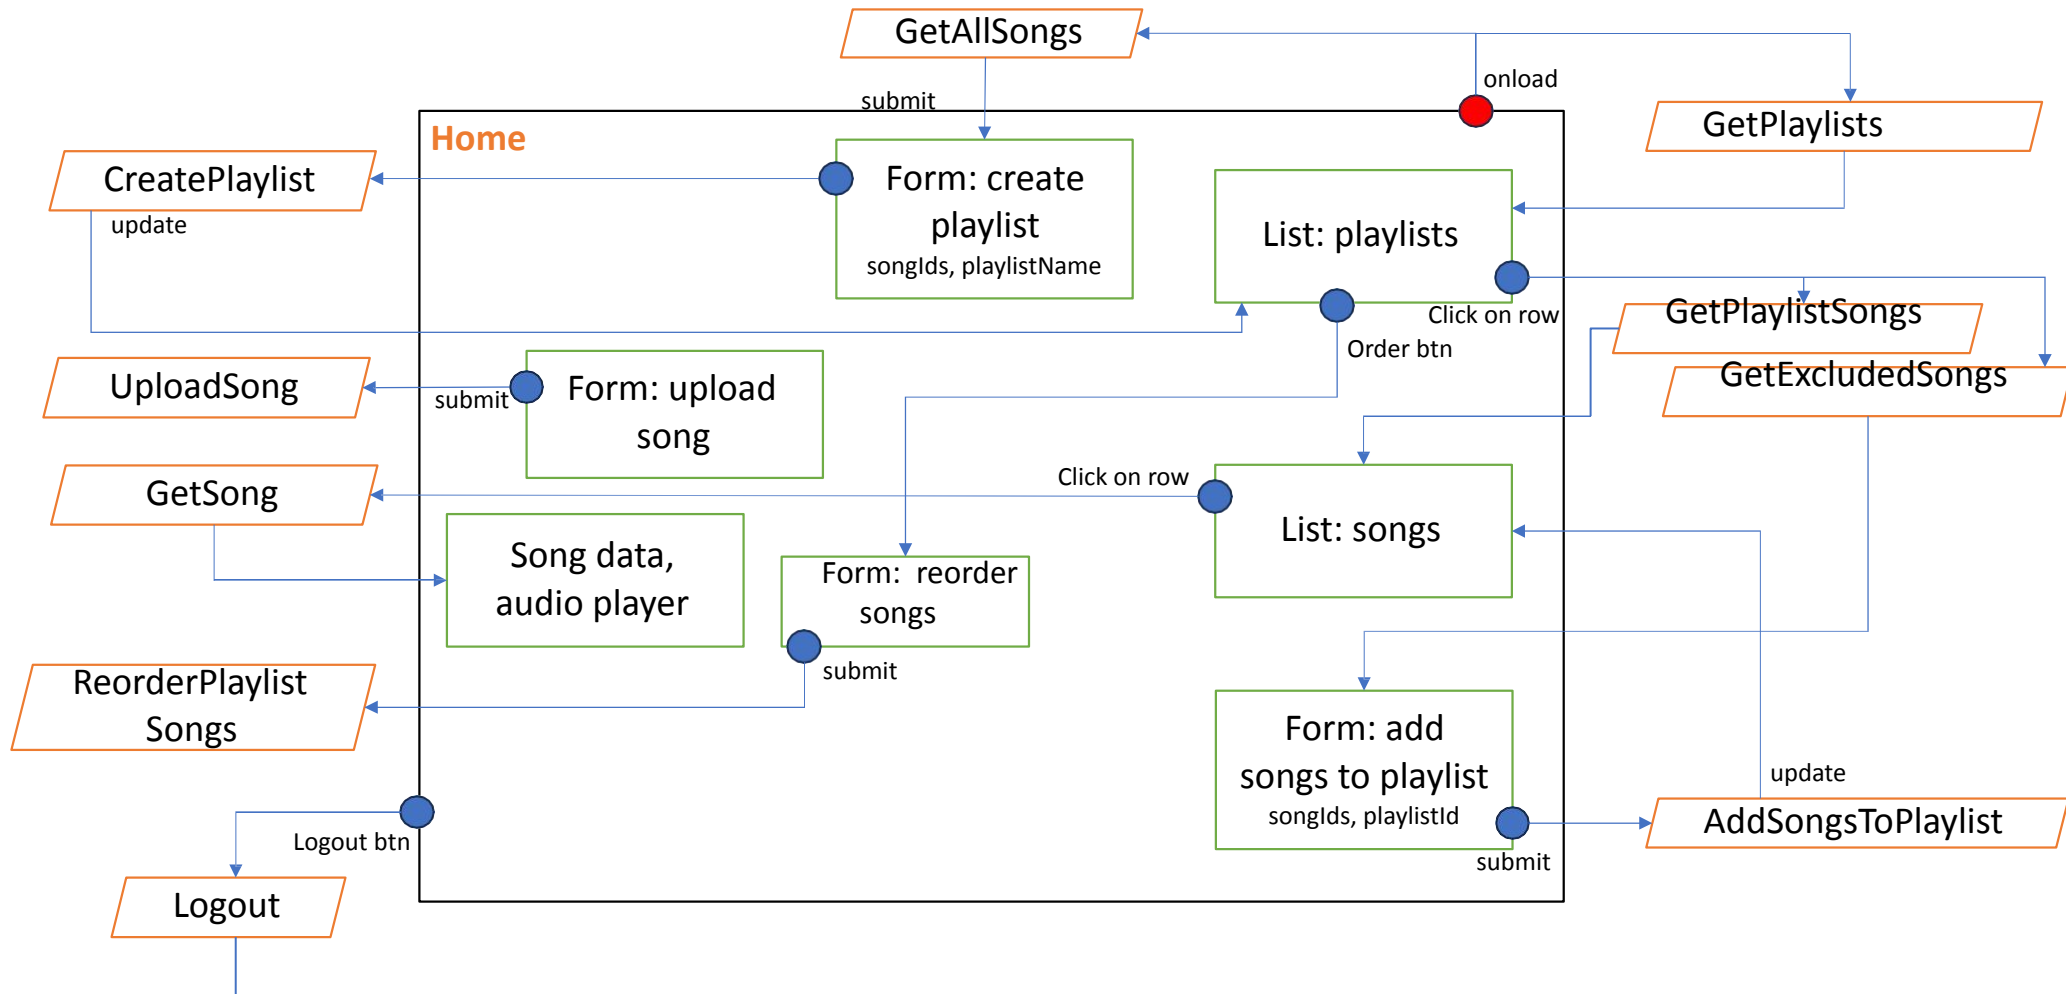 GetAllSongs
onload
submit
GetPlaylists
Home
CreatePlaylist
update
Form: create
playlist
songIds, playlistName
List: playlists
Click on row
Order btn
GetPlaylistSongs
GetExcludedSongs
UploadSong
submit
Form: upload
song
GetSong
Click on row
List: songs
Song data,
audio player
Form: reorder
songs
submit
ReorderPlaylist
Songs
Form: add
songs to playlist
songIds, playlistId
submit
update
AddSongsToPlaylist
Logout btn
Logout